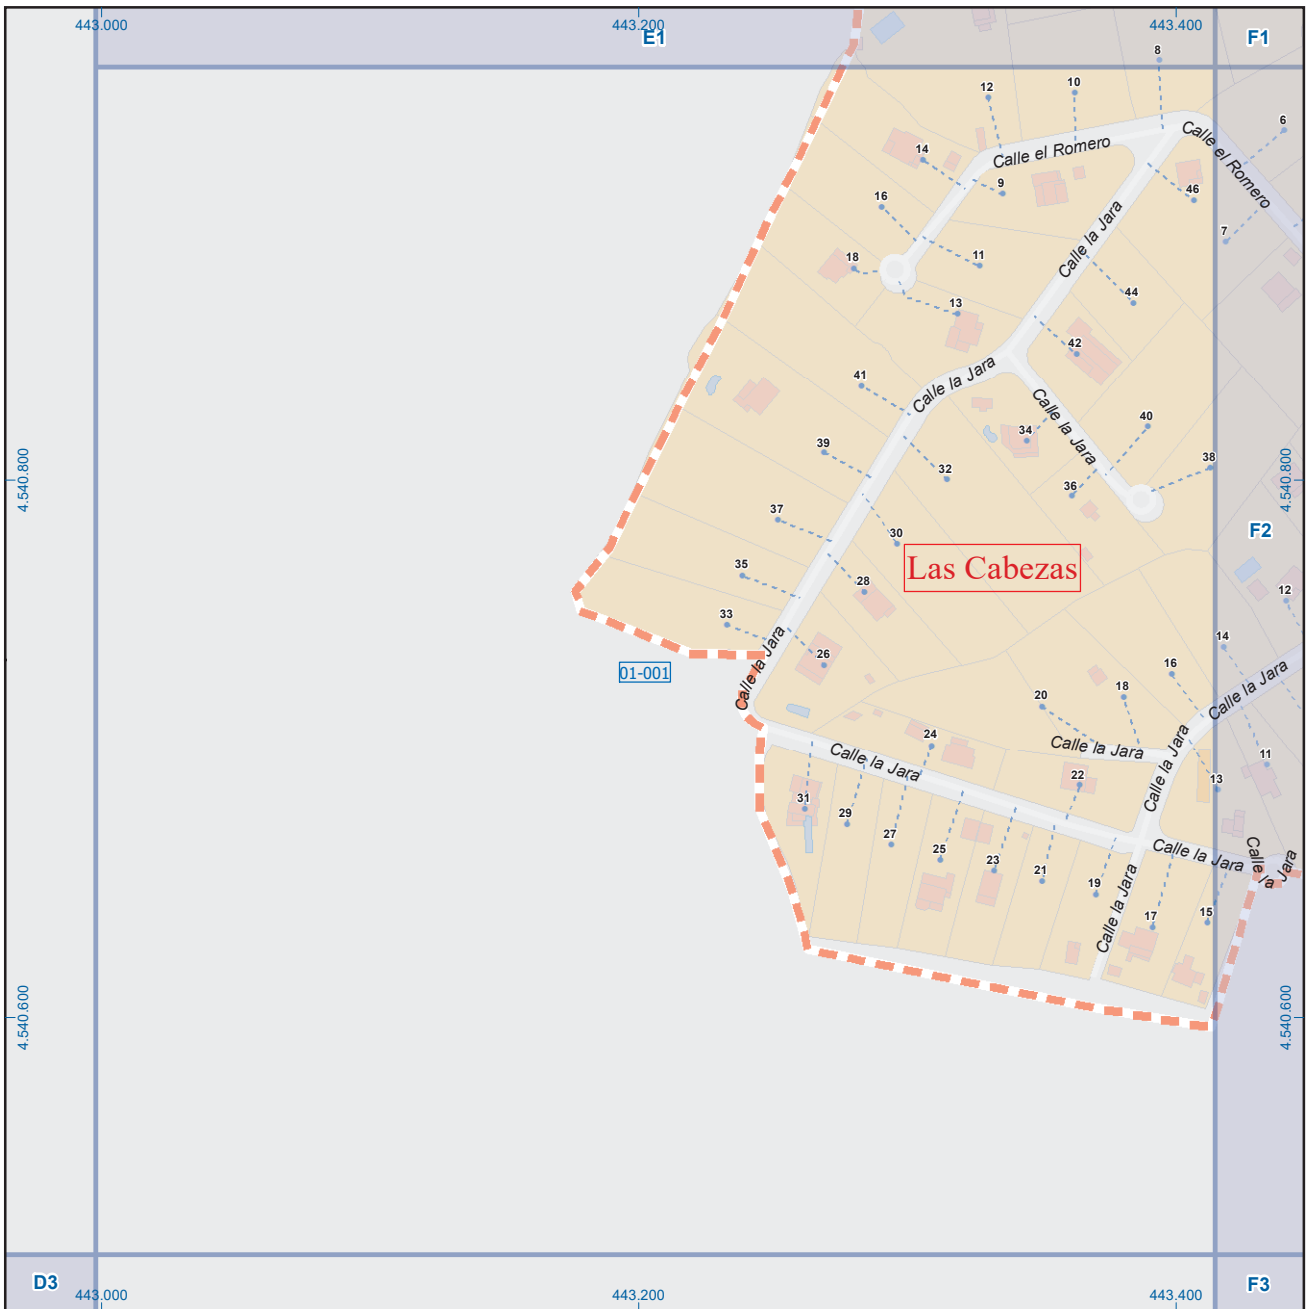 443.000
443.200
443.400
E1
F1
8
10
12
6
Calle el Romero
Calle el Romero
14
9
46
16
Calle la Jara
7
11
18
44
13
42
Calle la Jara
41
Calle la Jara
40
34
39
38
32
36
4.540.800
4.540.800
37
30
F2
Las Cabezas
35
28
12
33
14
26
01-001
Calle la Jara
16
18
20
Calle la Jara
24
Calle la Jara
Calle la Jara
Calle la Jara
11
22
13
31
29
27
25
23
21
19
17
15
Calle la Jara
Calle la Jara
Calle la Jara
4.540.600
4.540.600
D3
F3
443.000
443.200
443.400